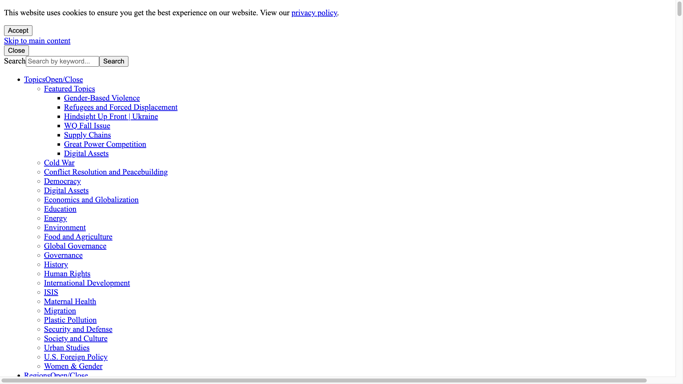 This website uses cookies to ensure you get the best experience on our website. View our privacy policy.
Accept
Skip to main content
Close
Search Search by keyword... Search
TopicsOpen/Close
Featured Topics
Gender-Based Violence
Refugees and Forced Displacement
Hindsight Up Front | Ukraine
WQ Fall Issue
Supply Chains
Great Power Competition
Digital Assets
Cold War
Conflict Resolution and Peacebuilding
Democracy
Digital Assets
Economics and Globalization
Education
Energy
Environment
Food and Agriculture
Global Governance
Governance
History
Human Rights
International Development
ISIS
Maternal Health
Migration
Plastic Pollution
Security and Defense
Society and Culture
Urban Studies
U.S. Foreign Policy
Women & Gender
RegionsOpen/Close